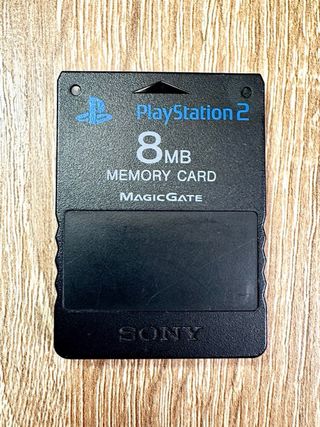 PlayStation 2
8MB
MEMORY CARD
MAGICGATE
SONY